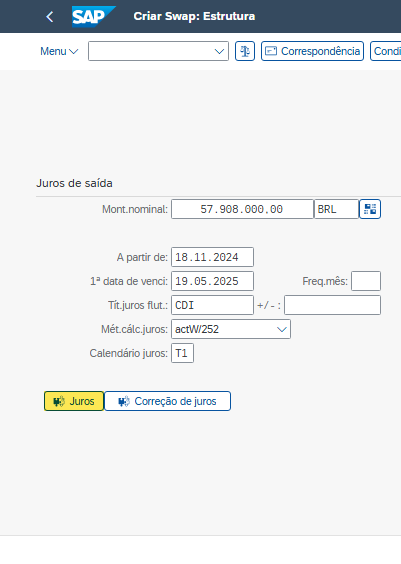 SAP Criar Swap: Estrutura
Menu Correspondência Condi
Juros de saída
Mont.nominal: 57.908.000,00 BRL
A partir de: 18.11.2024
1ª data de venci: 19.05.2025 Freq.mês:
Tít.juros flut.: CDI +/-:
Mét.cálc.juros: actW/252
Calendário juros: T1
Juros Correção de juros